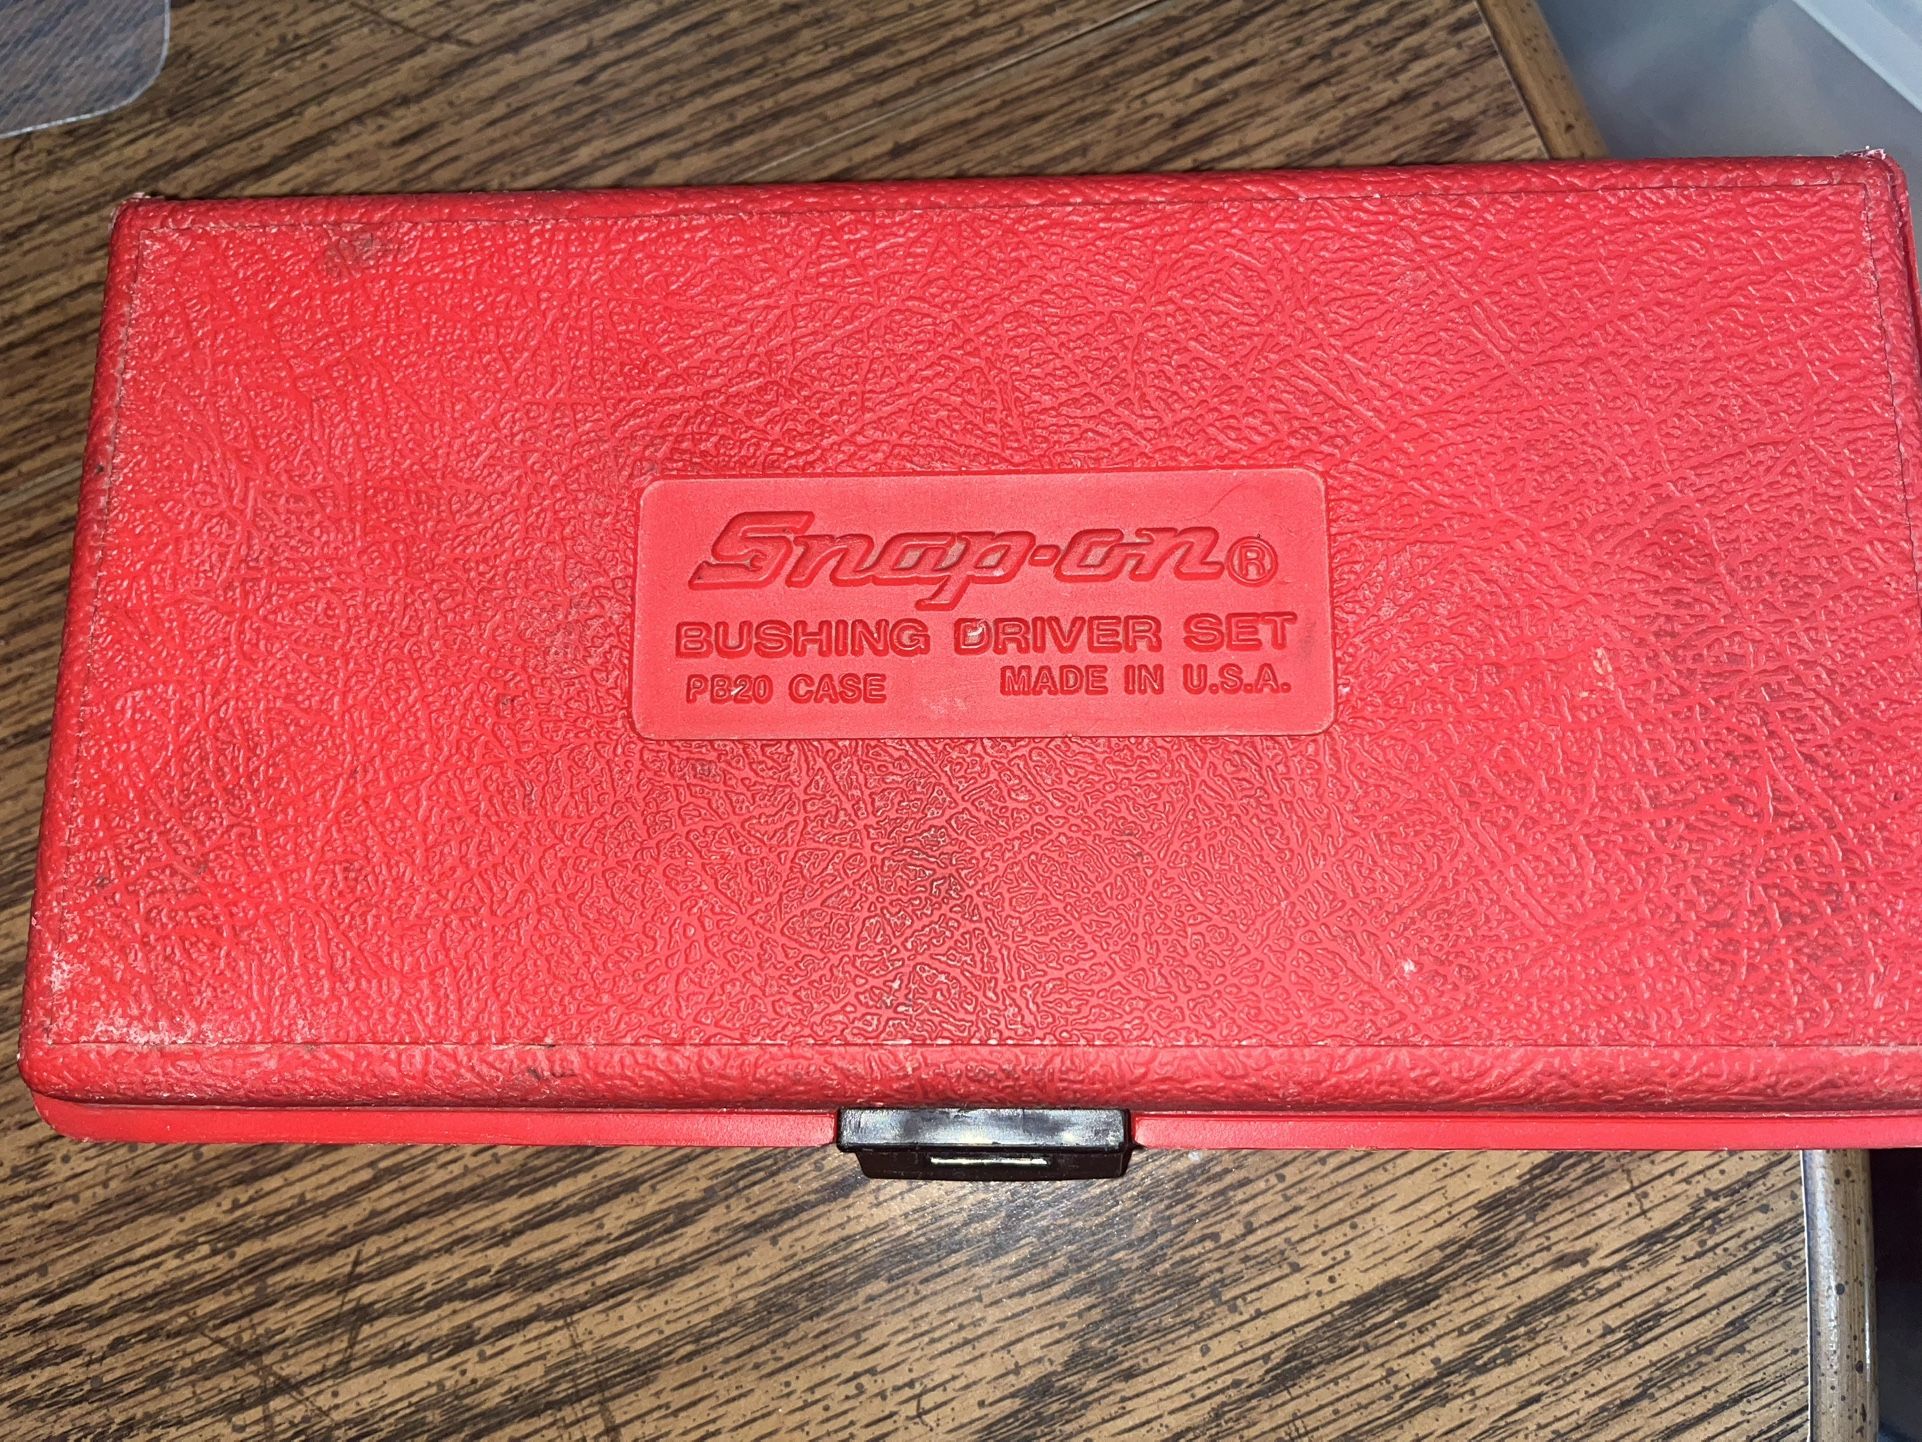 Snap-on®
BUSHING DRIVER SET
PB20 CASE MADE IN U.S.A.